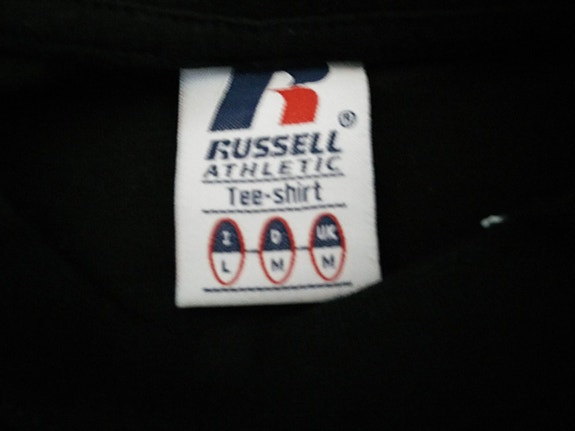 R
®
RUSSELL
ATHLETIC
Tee-shirt
I D UK
L M M